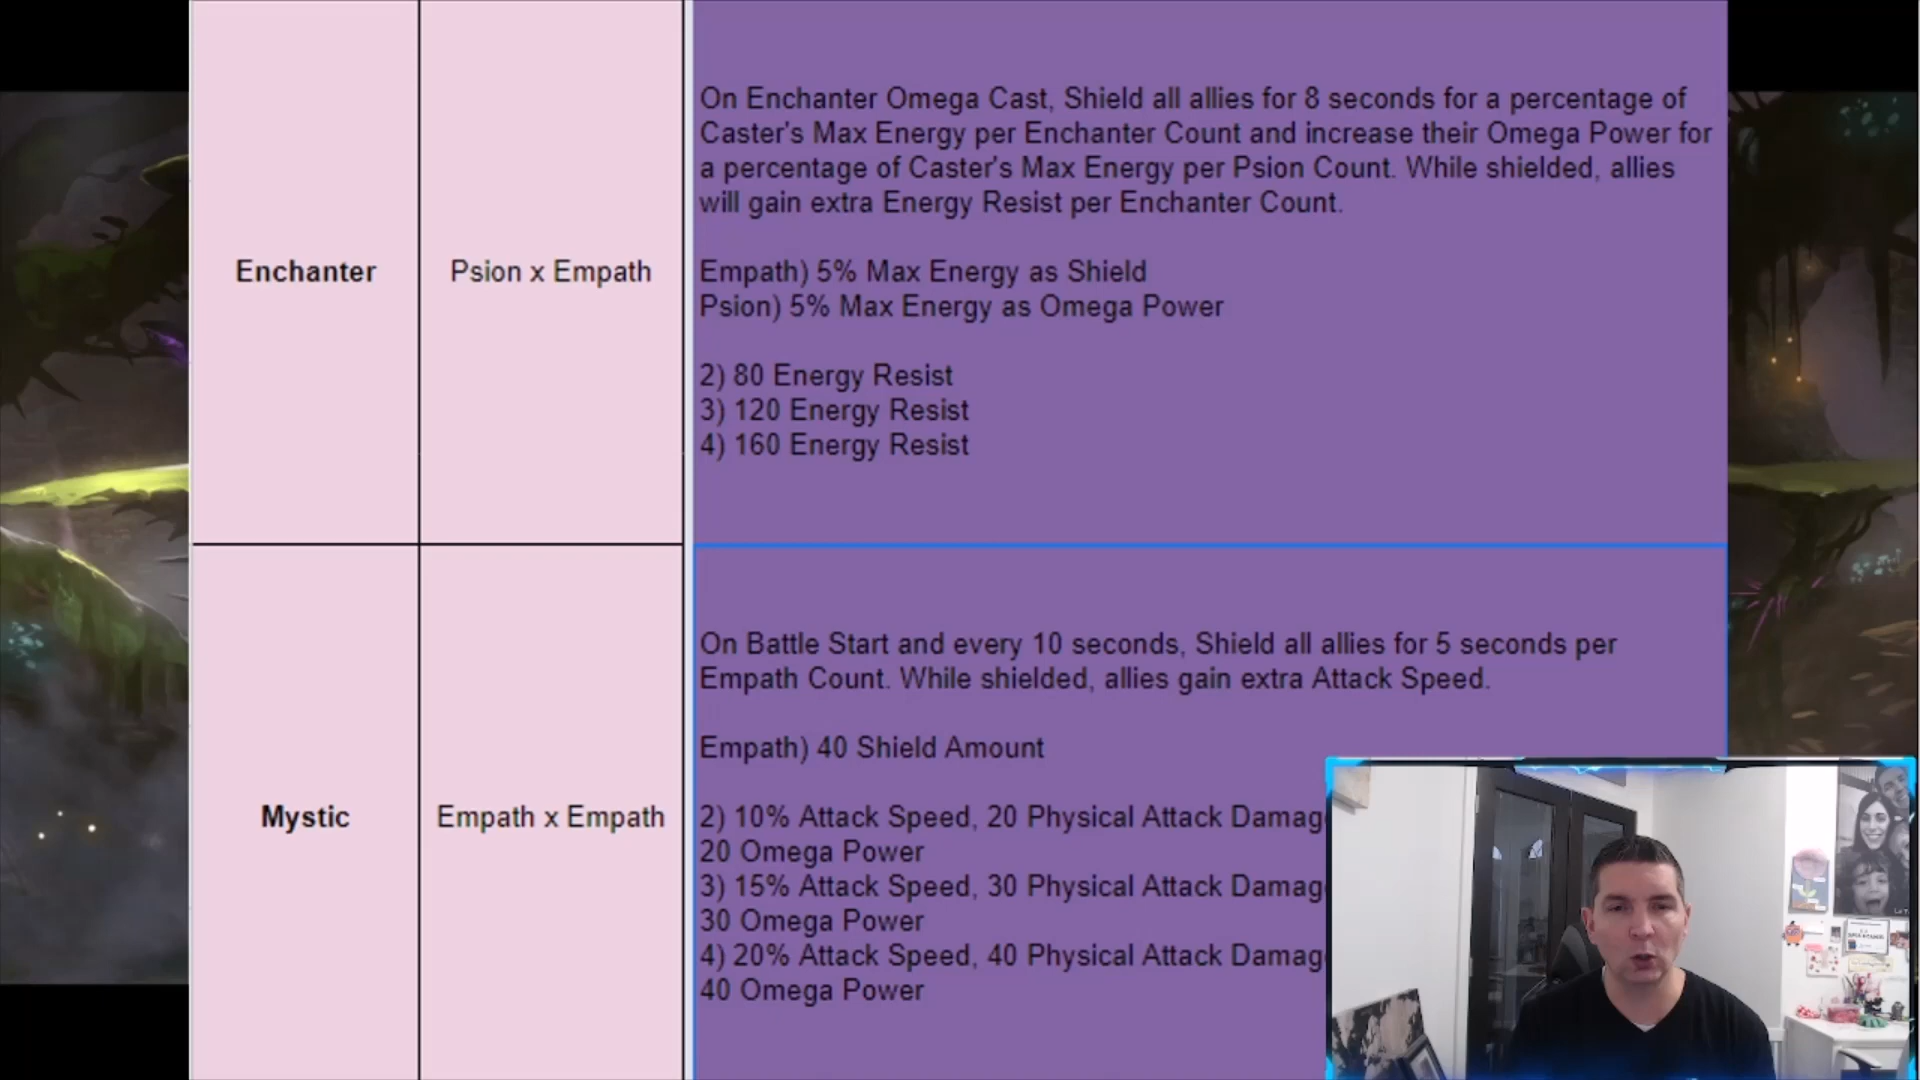 On Enchanter Omega Cast, Shield all allies for 8 seconds for a percentage of
Caster's Max Energy per Enchanter Count and increase their Omega Power for
a percentage of Caster's Max Energy per Psion Count. While shielded, allies
will gain extra Energy Resist per Enchanter Count.
Enchanter
Psion x Empath
Empath) 5% Max Energy as Shield
Psion) 5% Max Energy as Omega Power
2) 80 Energy Resist
3) 120 Energy Resist
4) 160 Energy Resist
On Battle Start and every 10 seconds, Shield all allies for 5 seconds per
Empath Count. While shielded, allies gain extra Attack Speed.
Empath) 40 Shield Amount
Mystic
Empath x Empath
2) 10% Attack Speed, 20 Physical Attack Damag
20 Omega Power
3) 15% Attack Speed, 30 Physical Attack Damag
30 Omega Power
4) 20% Attack Speed, 40 Physical Attack Damag
40 Omega Power